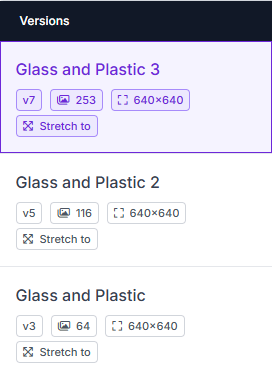 Versions
Glass and Plastic 3
v7 253 640×640
Stretch to
Glass and Plastic 2
v5 116 640×640
Stretch to
Glass and Plastic
v3 64 640×640
Stretch to